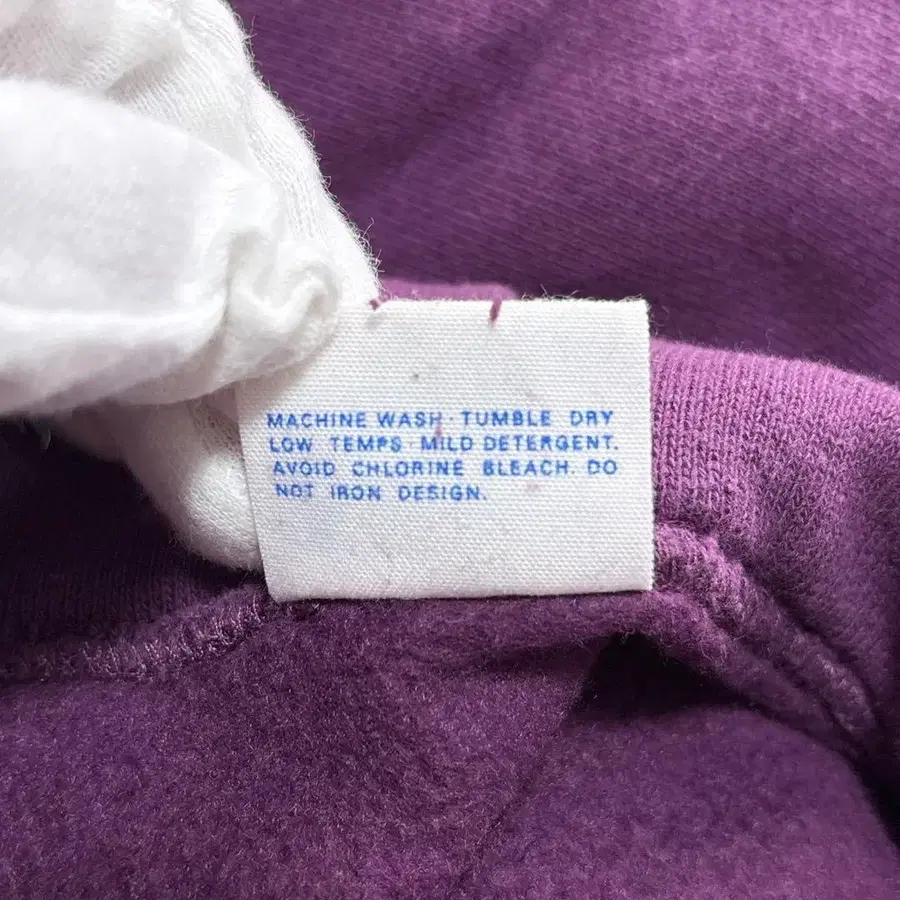 MACHINE WASH. TUMBLE DRY
LOW TEMPS. MILD DETERGENT.
AVOID CHLORINE BLEACH. DO
NOT IRON DESIGN.